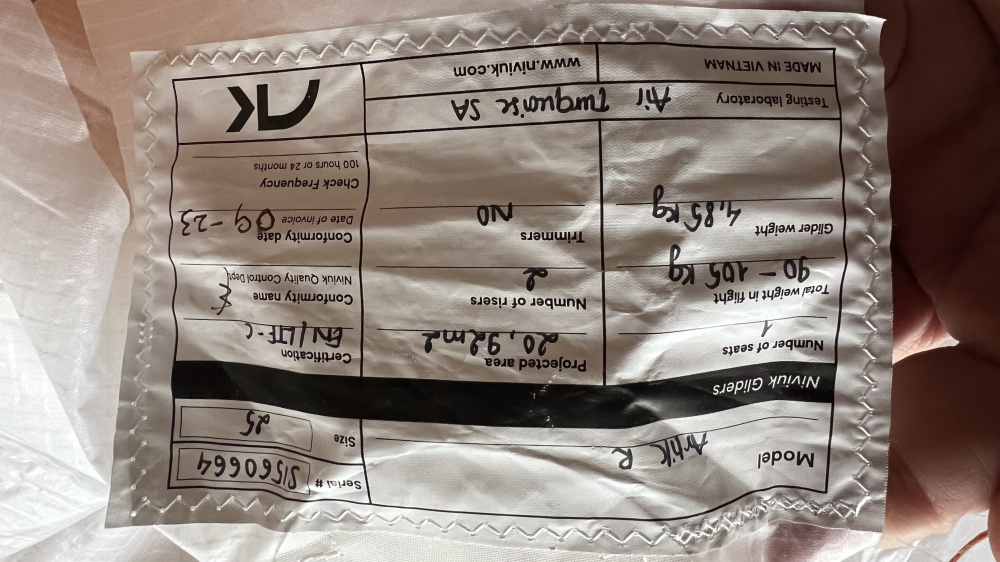 Model Artik R
Serial # S1560664
Size 25
Niviuk Gliders
Number of seats
1
Total weight in flight
90 - 105 kg
Glider weight
4,85 kg
Projected area
20,92 m2
Number of risers
2
Trimmers
NO
Certification
EN/LTF-C
Conformity name
Niviuk Quality Control Dept
Conformity date
Date of invoice 09-23
Check Frequency
100 hours or 24 months
Testing laboratory Air Turquoise SA
MADE IN VIETNAM
www.niviuk.com